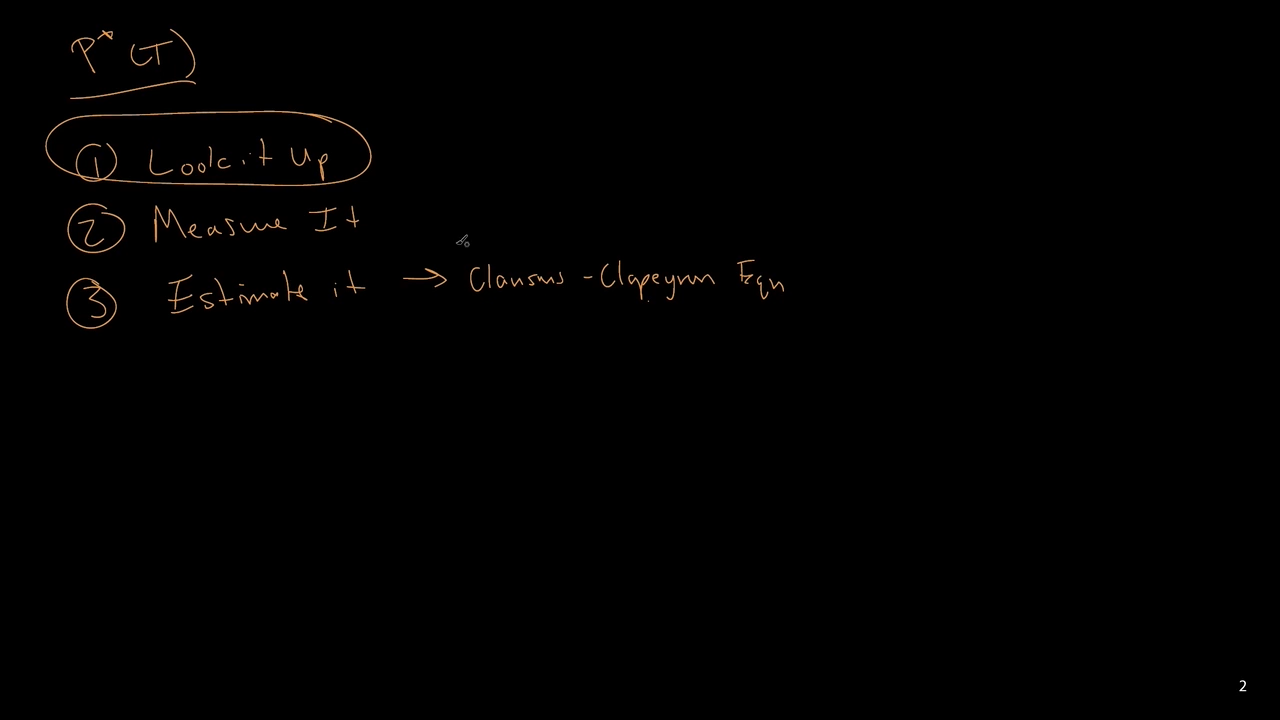 P* (T)
① Look it Up
② Measure It
③ Estimate it → Clausius - Clapeyron Eqn
2